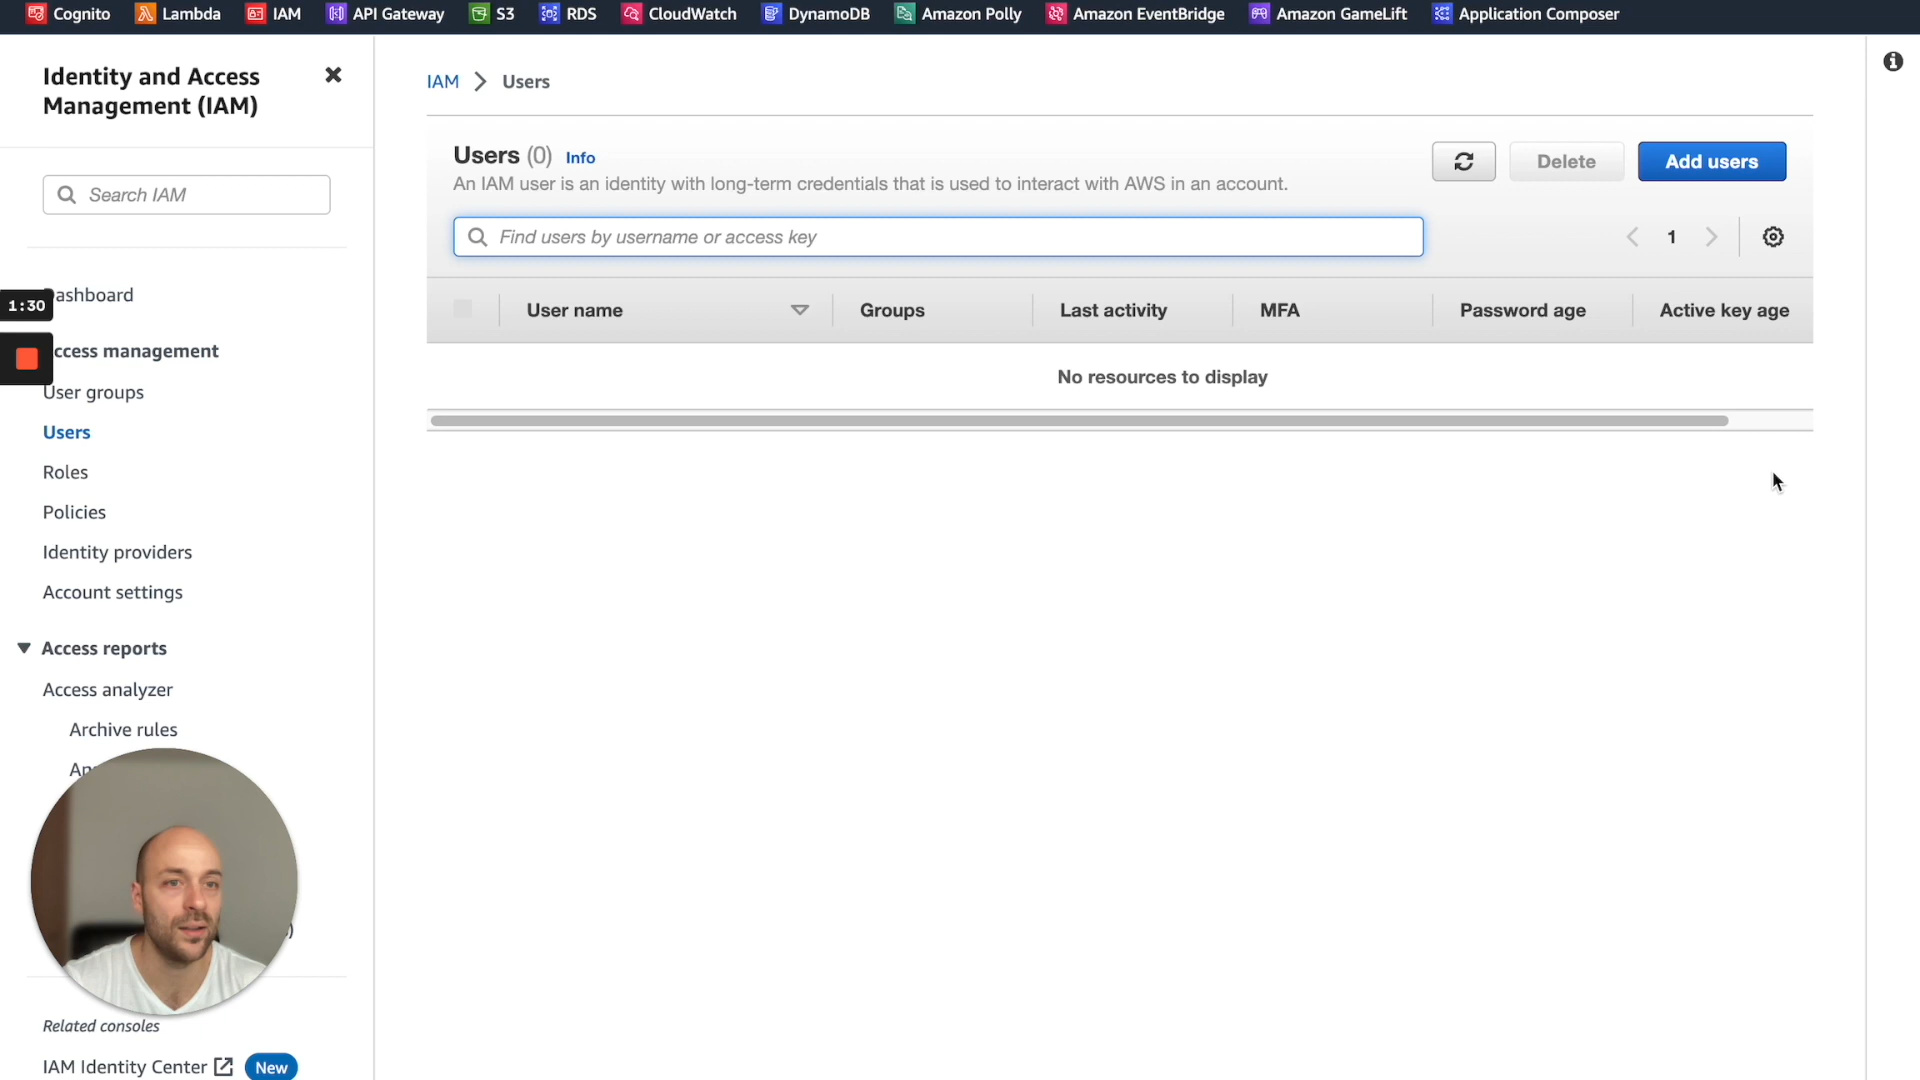 Cognito Lambda IAM API Gateway S3 RDS CloudWatch DynamoDB Amazon Polly Amazon EventBridge Amazon GameLift Application Composer
Identity and Access
Management (IAM)
Search IAM
ashboard
1:30
ccess management
User groups
Users
Roles
Policies
Identity providers
Account settings
Access reports
Access analyzer
Archive rules
An
)
Related consoles
IAM Identity Center New
IAM Users
Users (0) Info
An IAM user is an identity with long-term credentials that is used to interact with AWS in an account.
Delete Add users
Find users by username or access key
1
User name Groups Last activity MFA Password age Active key age
No resources to display